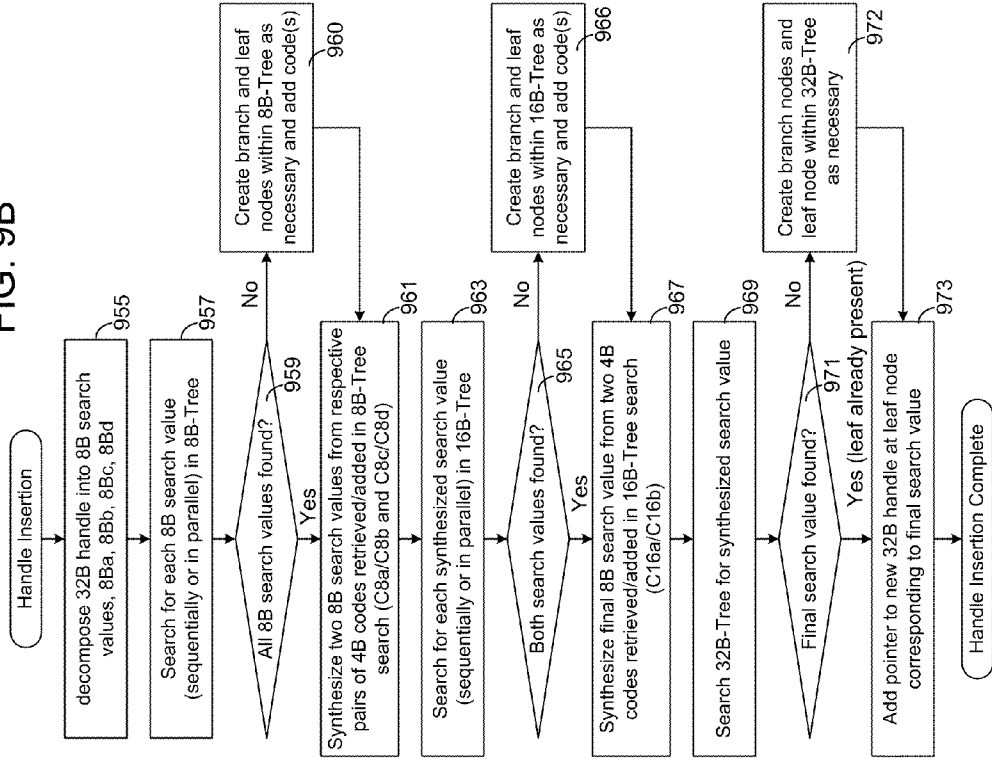 FIG. 9B
Handle Insertion
decompose 32B handle into 8B search
values, 8Ba, 8Bb, 8Bc, 8Bd
955
Search for each 8B search value
(sequentially or in parallel) in 8B-Tree
957
All 8B search values found?
959
No
Yes
Create branch and leaf
nodes within 8B-Tree as
necessary and add code(s)
960
Synthesize two 8B search values from respective
pairs of 4B codes retrieved/added in 8B-Tree
search (C8a/C8b and C8c/C8d)
961
Search for each synthesized search value
(sequentially or in parallel) in 16B-Tree
963
Both search values found?
965
No
Yes
Create branch and leaf
nodes within 16B-Tree as
necessary and add code(s)
966
Synthesize final 8B search value from two 4B
codes retrieved/added in 16B-Tree search
(C16a/C16b)
967
Search 32B-Tree for synthesized search value
969
Final search value found?
971
No
Yes (leaf already present)
Create branch nodes and
leaf node within 32B-Tree
as necessary
972
Add pointer to new 32B handle at leaf node
corresponding to final search value
973
Handle Insertion Complete